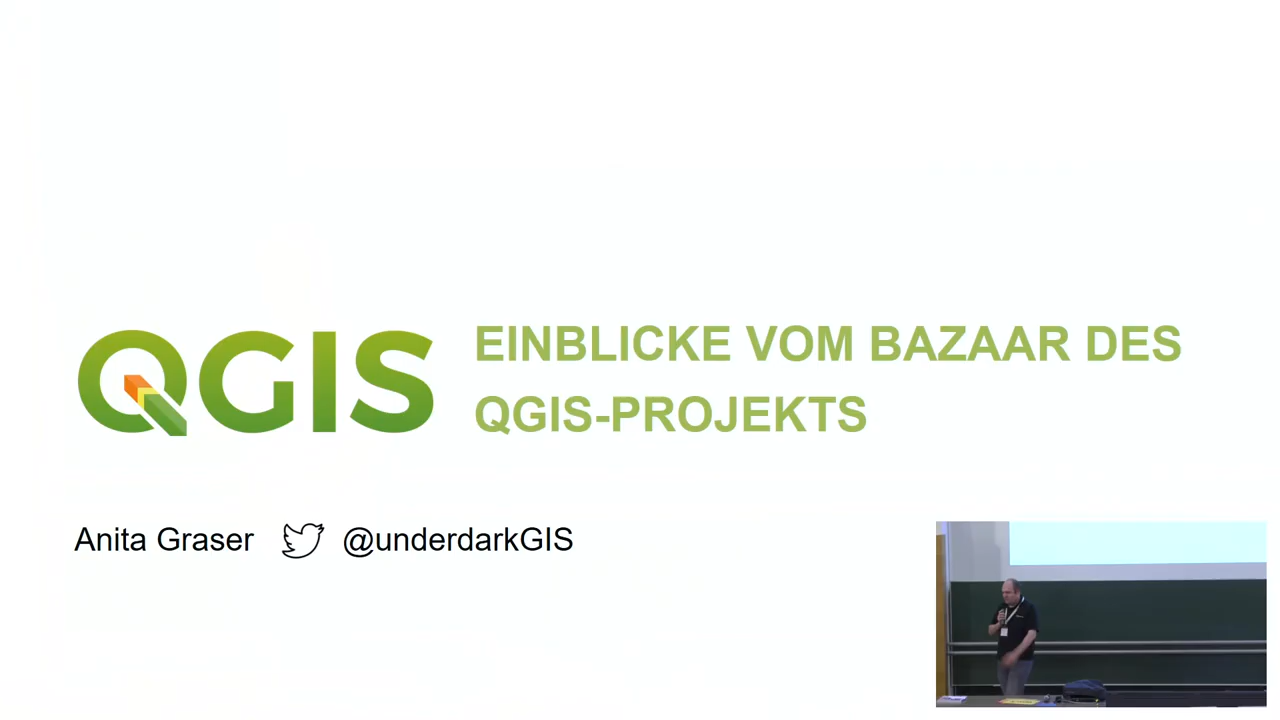 QGIS
EINBLICKE VOM BAZAAR DES
QGIS-PROJEKTS
Anita Graser @underdarkGIS